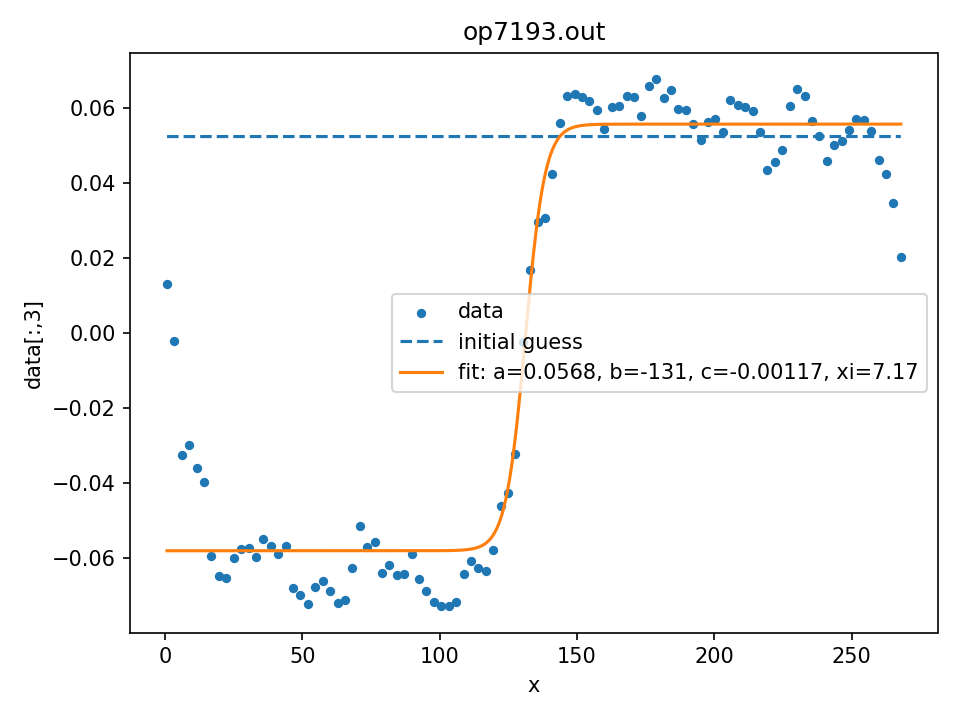 op7193.out
data[:,3]
0.06
0.04
0.02
0.00
−0.02
−0.04
−0.06
data
initial guess
fit: a=0.0568, b=-131, c=-0.00117, xi=7.17
0 50 100 150 200 250
x